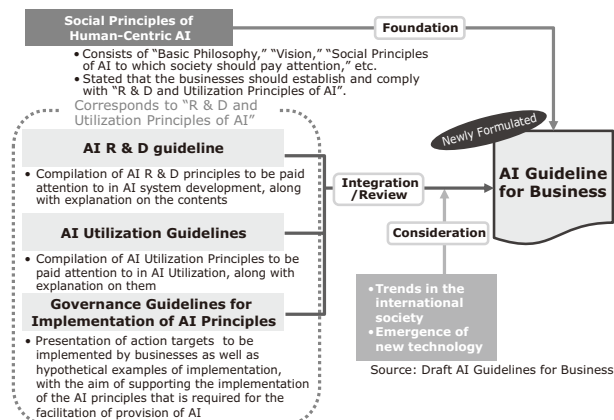 Social Principles of
Human-Centric AI
Foundation
• Consists of "Basic Philosophy," "Vision," "Social Principles
of AI to which society should pay attention," etc.
• Stated that the businesses should establish and comply
with "R & D and Utilization Principles of AI".
Corresponds to "R & D and
Utilization Principles of AI"
AI R & D guideline
• Compilation of AI R & D principles to be paid
attention to in AI system development, along
with explanation on the contents
AI Utilization Guidelines
• Compilation of AI Utilization Principles to be
paid attention to in AI Utilization, along with
explanation on them
Governance Guidelines for
Implementation of AI Principles
• Presentation of action targets to be
implemented by businesses as well as
hypothetical examples of implementation,
with the aim of supporting the implementation
of the AI principles that is required for the
facilitation of provision of AI
Integration
/Review
Newly Formulated
AI Guideline
for Business
Consideration
•Trends in the
international
society
•Emergence of
new technology
Source: Draft AI Guidelines for Business